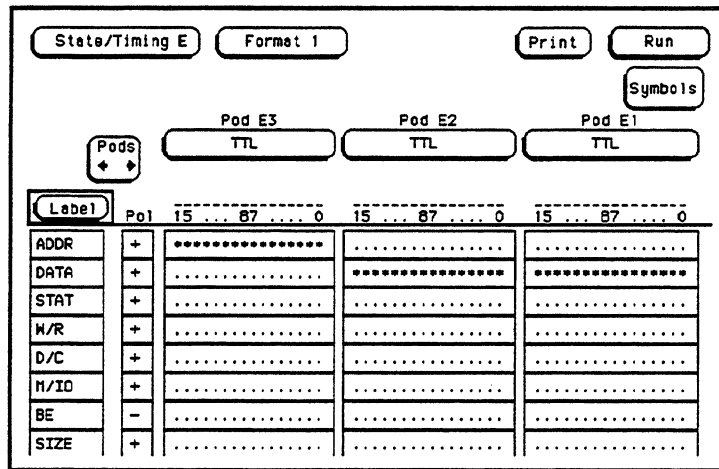 State/Timing E Format 1 Print Run
Symbols
Pod E3 Pod E2 Pod E1
Pods TTL TTL TTL
Label Pol 15 ... 87 .... 0 15 ... 87 .... 0 15 ... 87 .... 0
ADDR + **************** ................ ................
DATA + ................ **************** ****************
STAT + ................ ................ ................
W/R + ................ ................ ................
D/C + ................ ................ ................
M/IO + ................ ................ ................
BE - ................ ................ ................
SIZE + ................ ................ ................